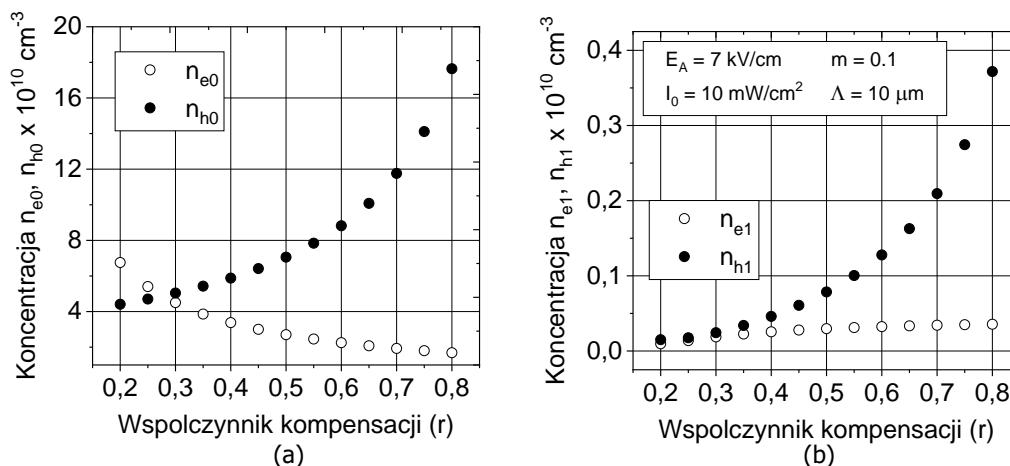 Koncentracja n_e0, n_h0 x 10^10 cm^-3
20
16
12
8
4
n_e0
n_h0
0,2 0,3 0,4 0,5 0,6 0,7 0,8
Wspolczynnik kompensacji (r)
(a)
Koncentracja n_e1, n_h1 x 10^10 cm^-3
0,4
0,3
0,2
0,1
0,0
E_A = 7 kV/cm m = 0.1
I_0 = 10 mW/cm^2 Λ = 10 μm
n_e1
n_h1
0,2 0,3 0,4 0,5 0,6 0,7 0,8
Wspolczynnik kompensacji (r)
(b)